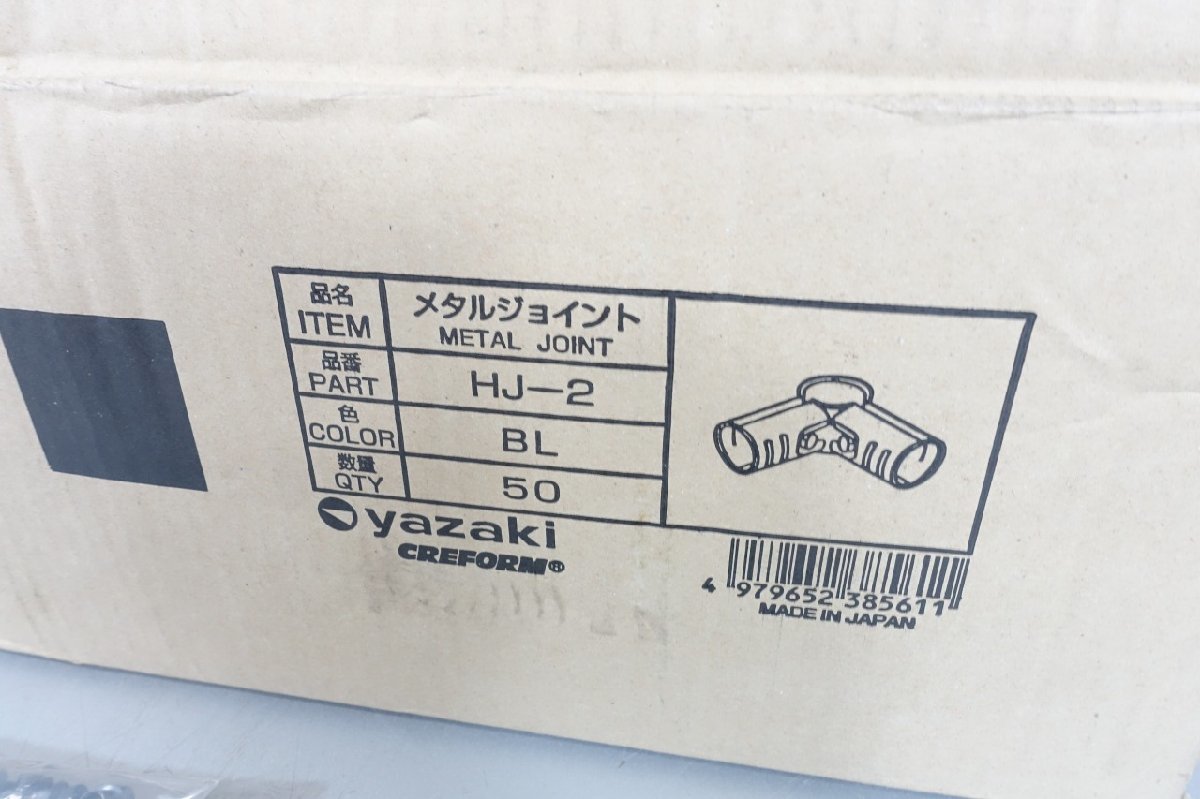 品名
ITEM
メタルジョイント
METAL JOINT
品番
PART
HJ-2
色
COLOR
BL
数量
QTY
50
yazaki
CREFORM®
4 979652 385611
MADE IN JAPAN